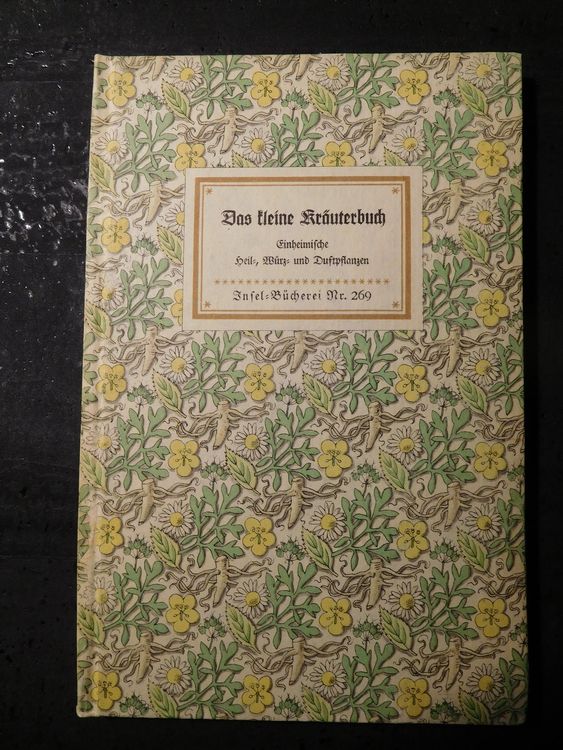 Das kleine Kräuterbuch
Einheimische
Heil-, Würz- und Duftpflanzen
Insel-Bücherei Nr. 269